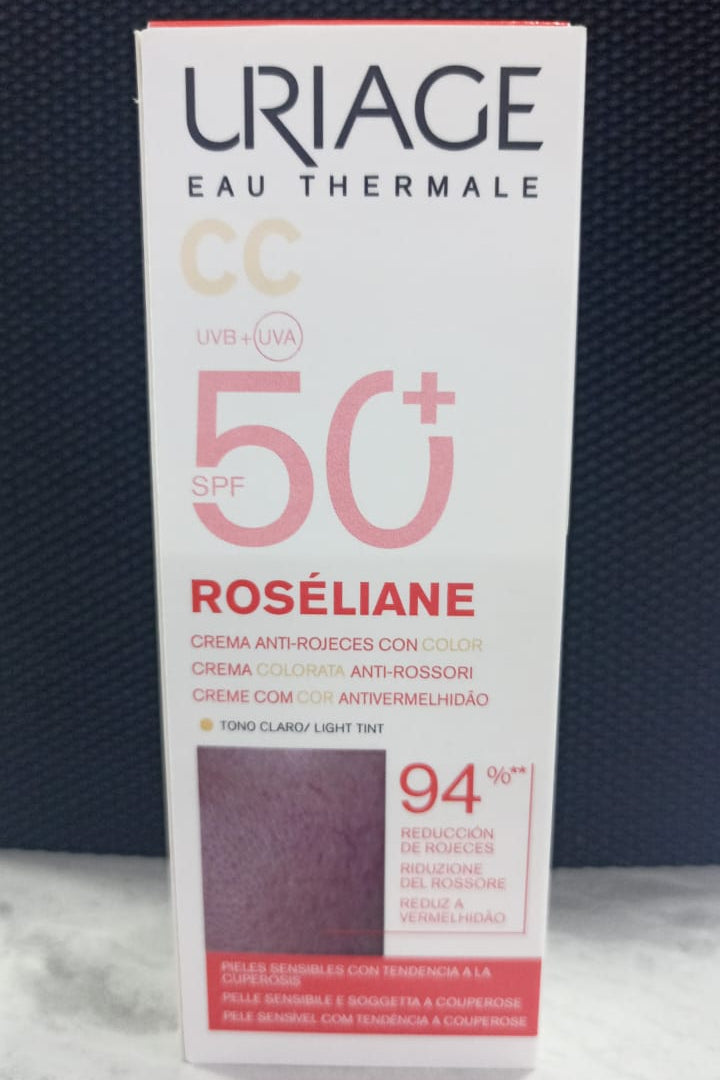 URIAGE
EAU THERMALE
CC
UVB + UVA
50+
SPF
ROSÉLIANE
CREMA ANTI-ROJECES CON COLOR
CREMA COLORATA ANTI-ROSSORI
CREME COM COR ANTIVERMELHIDÃO
TONO CLARO/ LIGHT TINT
94%**
REDUCCIÓN
DE ROJECES
RIDUZIONE
DEL ROSSORE
REDUZ A
VERMELHIDÃO
PIELES SENSIBLES CON TENDENCIA A LA
CUPEROSIS
PELLE SENSIBILE E SOGGETTA A COUPEROSE
PELE SENSÍVEL COM TENDÊNCIA A COUPEROSE